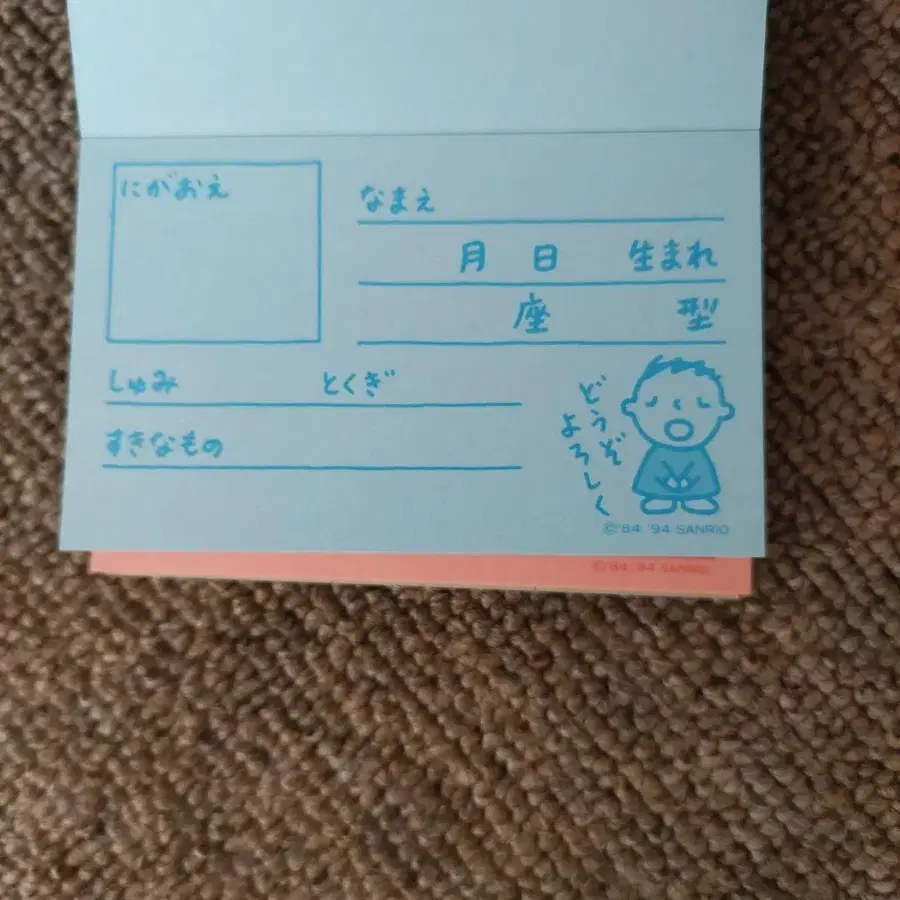 にがおえ
なまえ
月 日 生まれ
座 型
しゅみ とくぎ
すきなもの
どうぞ
よろしく
©'84 '94 SANRIO
©'84 '94 SANRIO